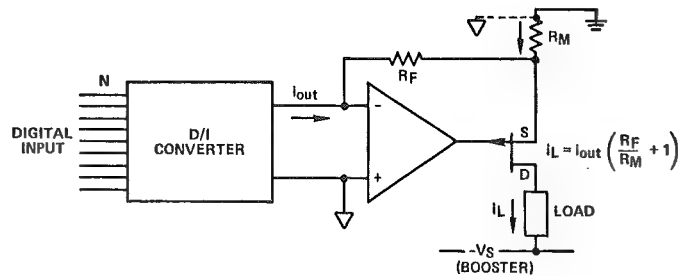 RM
RF
N
iout
DIGITAL
INPUT
D/I
CONVERTER
−
+
S
D
iL = iout (RF/RM + 1)
iL
LOAD
−VS
(BOOSTER)